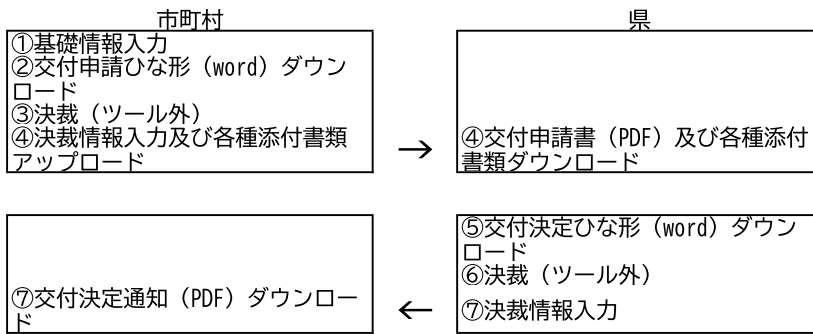 市町村
県
①基礎情報入力
②交付申請ひな形（word）ダウン
ロード
③決裁（ツール外）
④決裁情報入力及び各種添付書類
アップロード
→
④交付申請書（PDF）及び各種添付
書類ダウンロード
⑤交付決定ひな形（word）ダウン
ロード
⑥決裁（ツール外）
⑦決裁情報入力
←
⑦交付決定通知（PDF）ダウンロー
ド